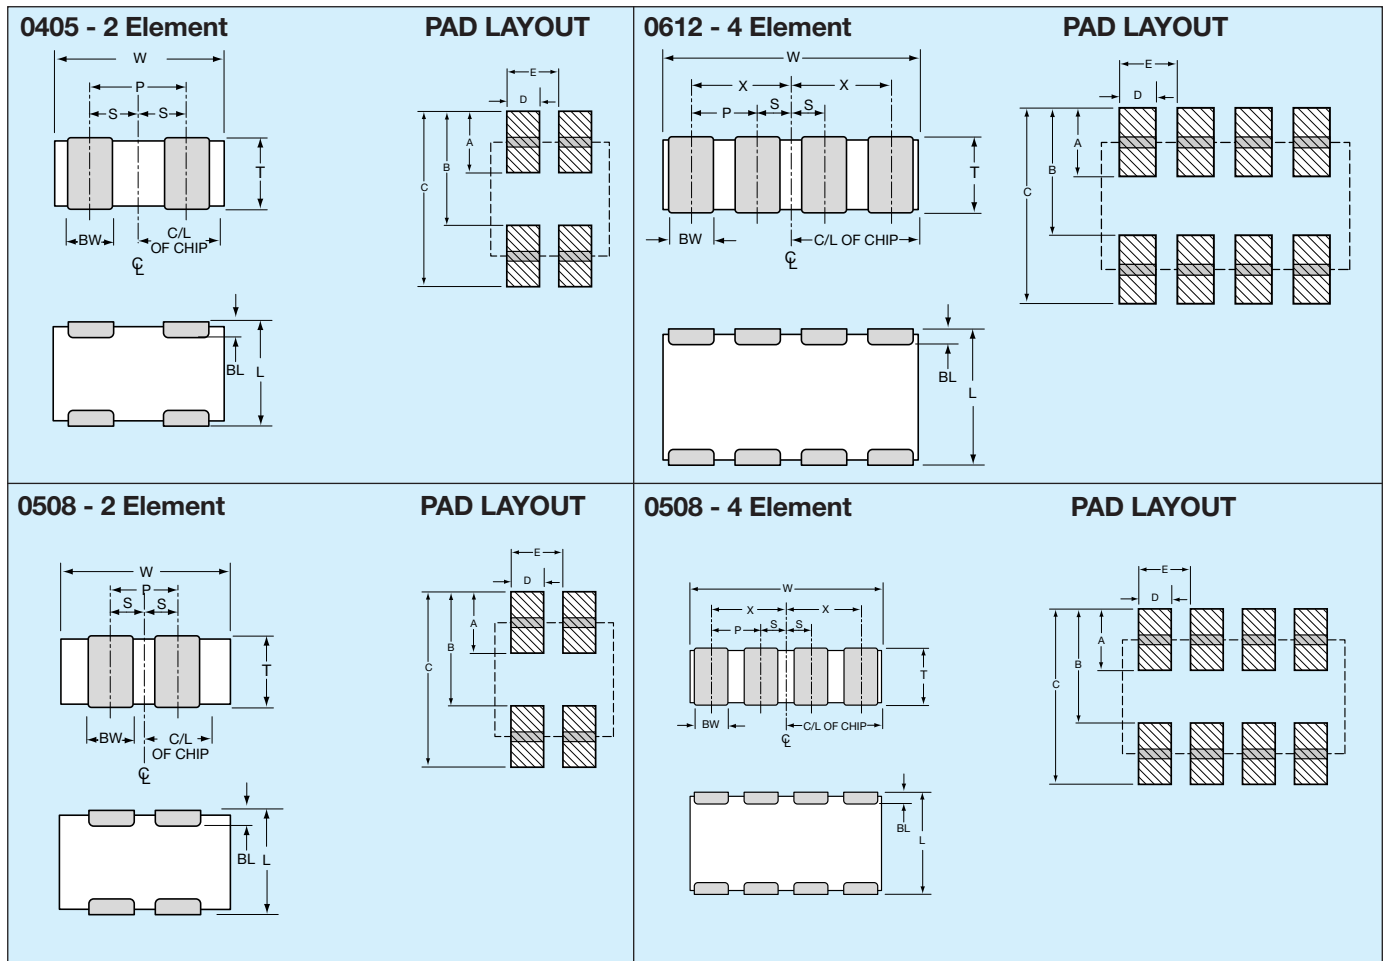 0405 - 2 Element
PAD LAYOUT
W
P
S
S
T
BW
C/L
OF CHIP
℄
BL
L
E
D
A
B
C
0612 - 4 Element
PAD LAYOUT
W
X
X
P
S
S
T
BW
C/L OF CHIP
℄
BL
L
E
D
A
B
C
0508 - 2 Element
PAD LAYOUT
W
P
S
S
T
BW
C/L
OF CHIP
℄
BL
L
E
D
A
B
C
0508 - 4 Element
PAD LAYOUT
W
X
X
P
S
S
T
BW
C/L OF CHIP
℄
BL
L
E
D
A
B
C